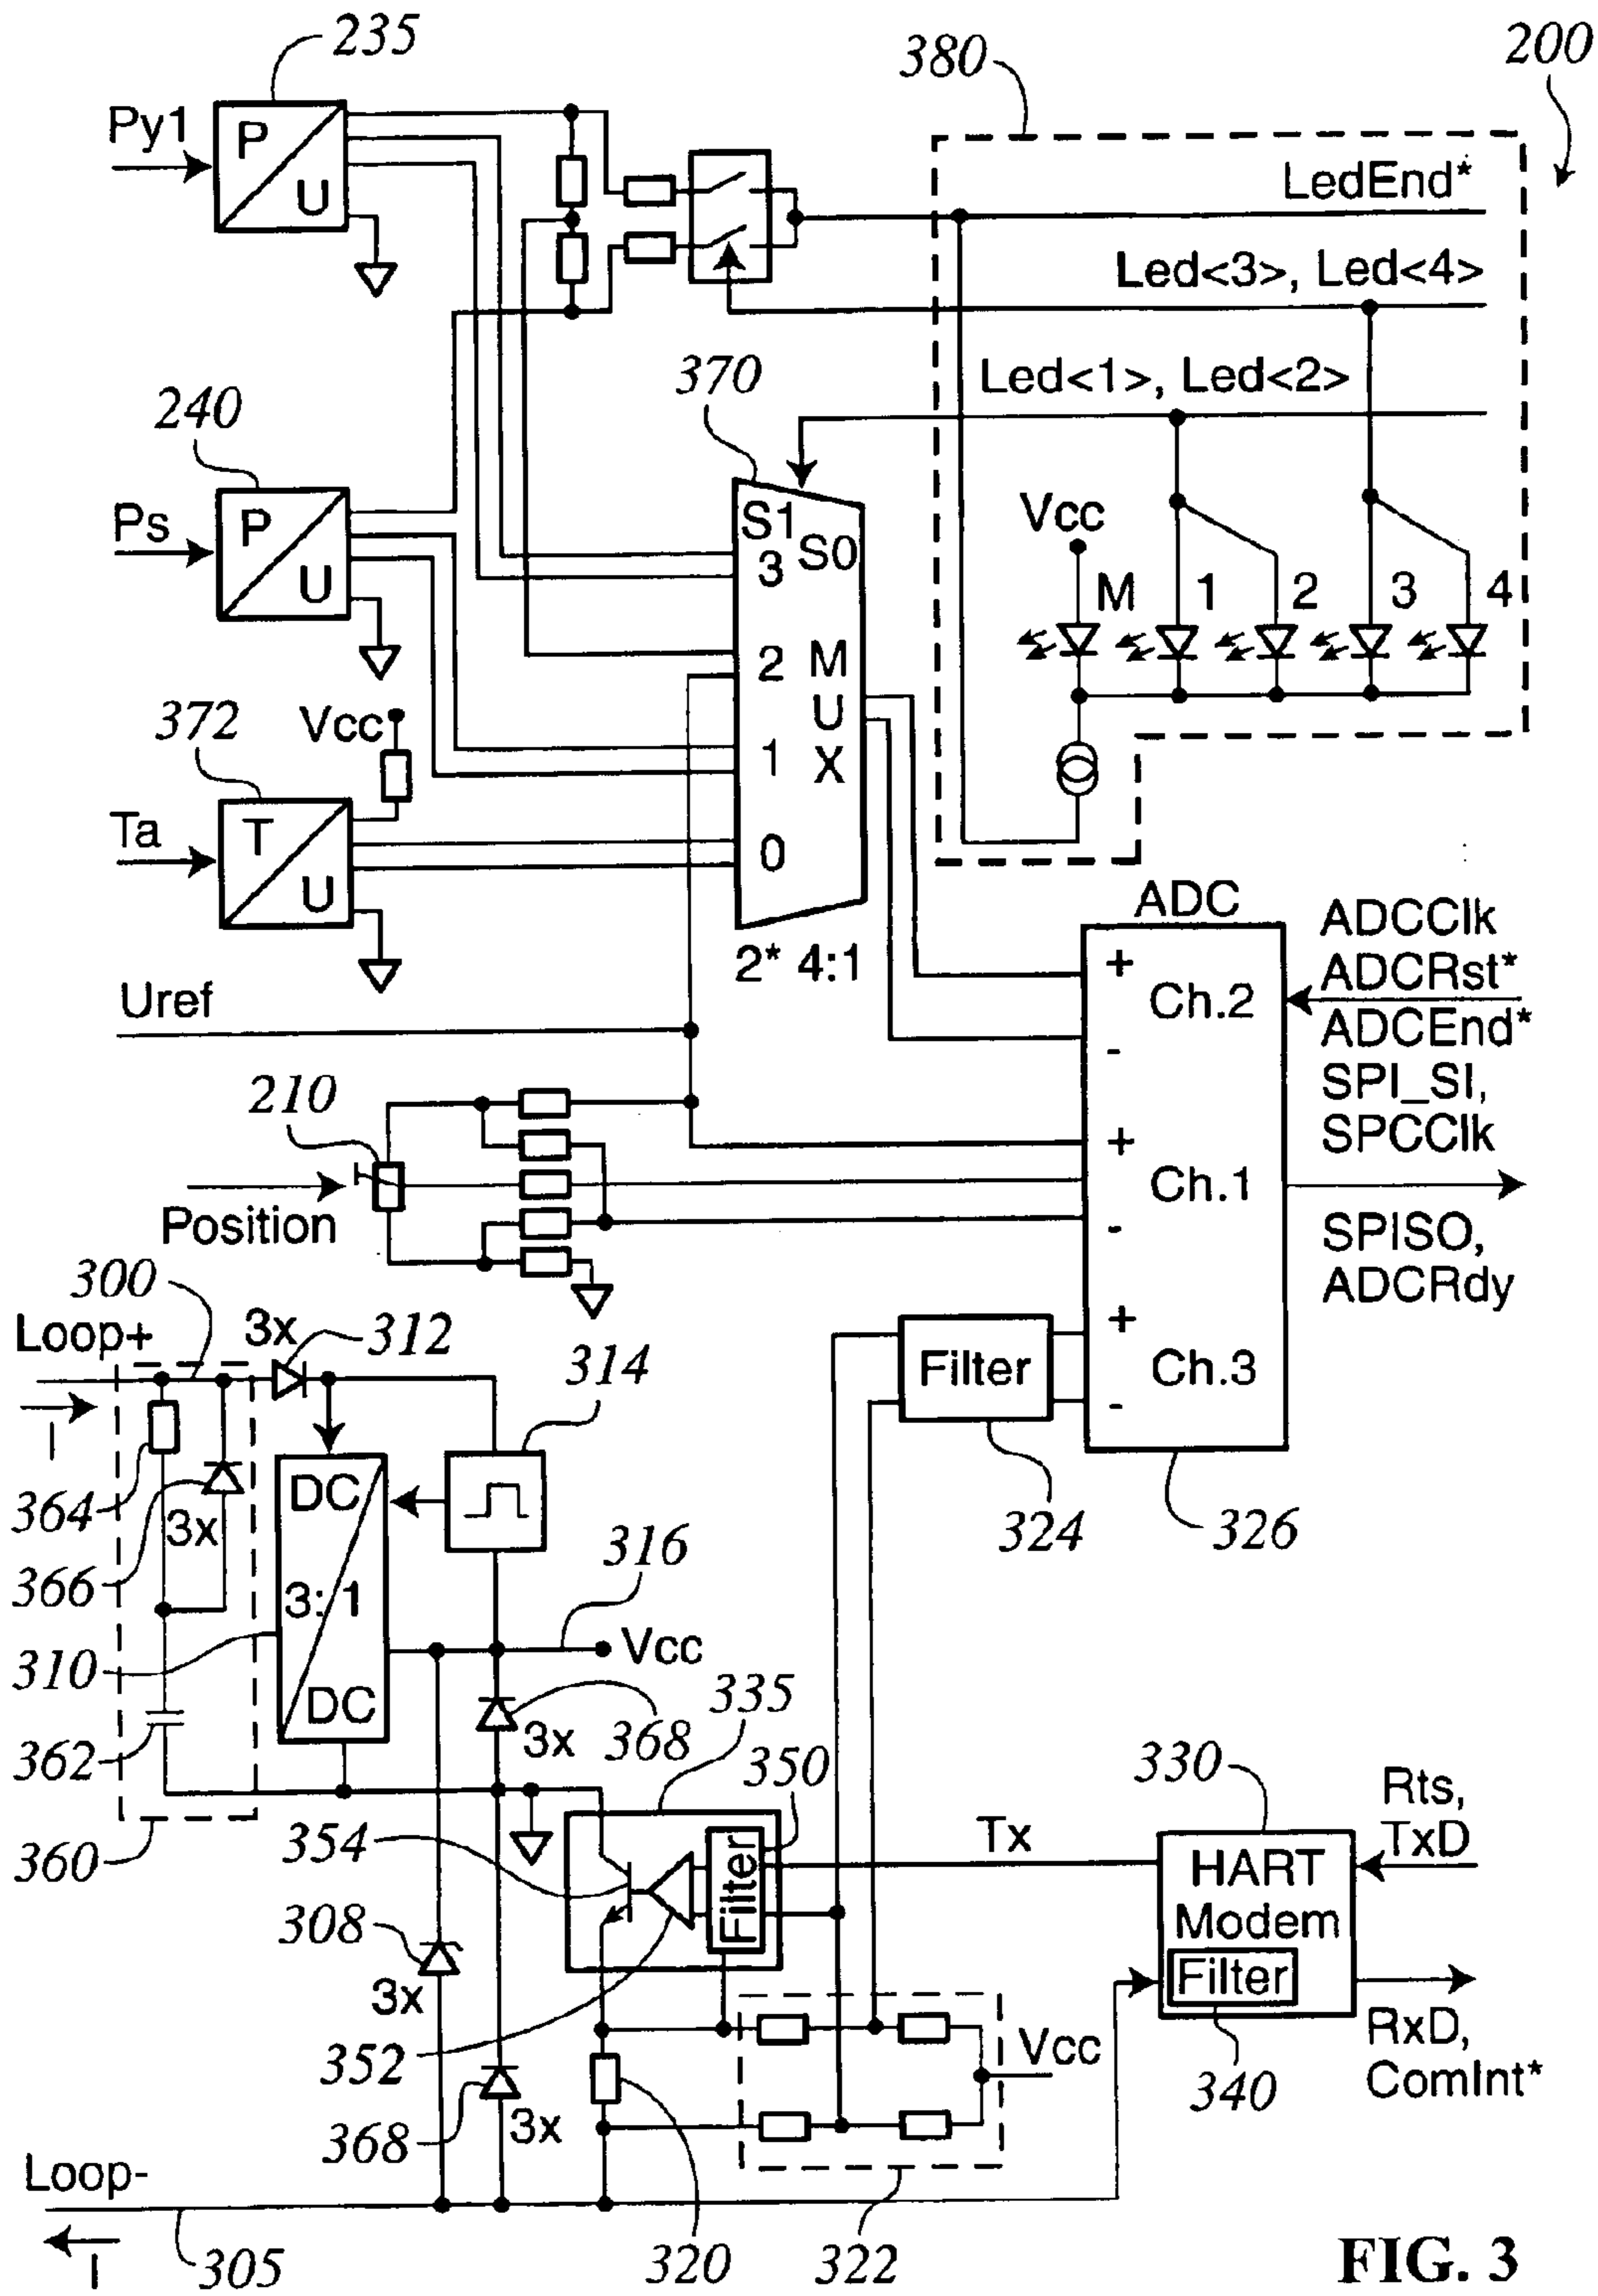 235
380
200
Py1
P
U
LedEnd*
Led<3>, Led<4>
370
Led<1>, Led<2>
240
Ps
P
U
S1
S0
3
Vcc
M
1
2
3
4
2
M
U
X
372
Vcc
1
Ta
T
U
0
ADC
ADCClk
2* 4:1
+
Ch.2
ADCRst*
Uref
ADCEnd*
-
SPI_SI,
210
+
SPCClk
Ch.1
Position
-
SPISO,
ADCRdy
300
Loop+
3x
312
314
+
Filter
Ch.3
-
I
DC
364
3x
324
326
366
316
3:1
Vcc
310
335
DC
362
3x
368
350
330
Rts,
Tx
TxD
354
360
Filter
HART
Modem
308
Filter
3x
RxD,
352
Vcc
ComInt*
340
368
3x
Loop-
I
305
320
322
FIG. 3